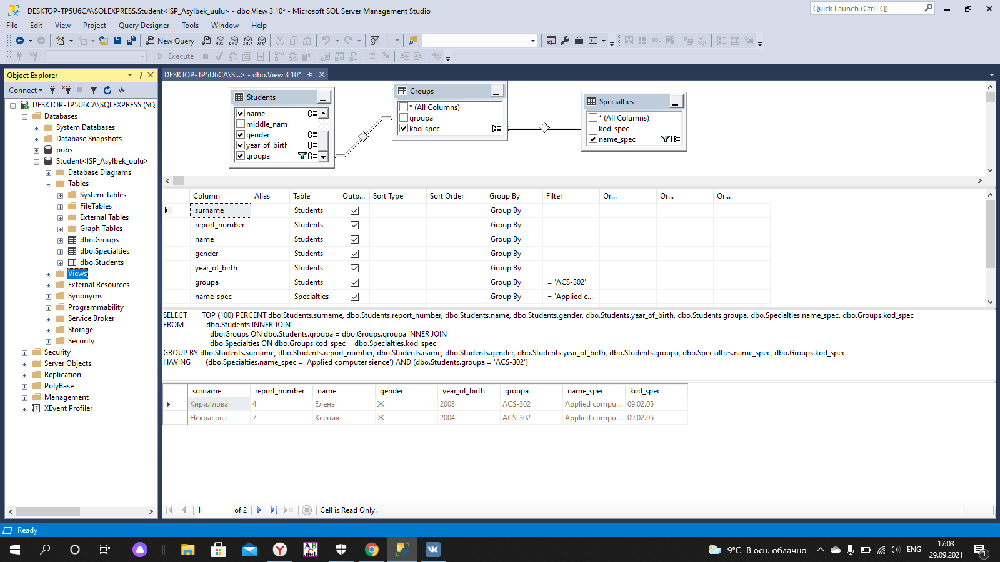 DESKTOP-TP5U6CA\SQLEXPRESS.Student<ISP_Asylbek_uulu> - dbo.View 3 10* - Microsoft SQL Server Management Studio
Quick Launch (Ctrl+Q)
File Edit View Project Query Designer Tools Window Help
New Query MDX DMX XMLA DAX SQL SQL
Execute
Object Explorer
Connect
DESKTOP-TP5U6CA\SQLEXPRESS (SQL
Databases
System Databases
Database Snapshots
pubs
Student<ISP_Asylbek_uulu>
Database Diagrams
Tables
System Tables
FileTables
External Tables
Graph Tables
dbo.Groups
dbo.Specialties
dbo.Students
Views
External Resources
Synonyms
Programmability
Service Broker
Storage
Security
Security
Server Objects
Replication
PolyBase
Management
XEvent Profiler
DESKTOP-TP5U6CA\S...> - dbo.View 3 10*
Students
name
middle_nam
gender
year_of_birth
groupa
Groups
* (All Columns)
groupa
kod_spec
Specialties
* (All Columns)
kod_spec
name_spec
Column Alias Table Outp... Sort Type Sort Order Group By Filter Or... Or... Or...
surname Students Group By
report_number Students Group By
name Students Group By
gender Students Group By
year_of_birth Students Group By
groupa Students Group By = 'ACS-302'
name_spec Specialties Group By = 'Applied c...
SELECT TOP (100) PERCENT dbo.Students.surname, dbo.Students.report_number, dbo.Students.name, dbo.Students.gender, dbo.Students.year_of_birth, dbo.Students.groupa, dbo.Specialties.name_spec, dbo.Groups.kod_spec
FROM dbo.Students INNER JOIN
dbo.Groups ON dbo.Students.groupa = dbo.Groups.groupa INNER JOIN
dbo.Specialties ON dbo.Groups.kod_spec = dbo.Specialties.kod_spec
GROUP BY dbo.Students.surname, dbo.Students.report_number, dbo.Students.name, dbo.Students.gender, dbo.Students.year_of_birth, dbo.Students.groupa, dbo.Specialties.name_spec, dbo.Groups.kod_spec
HAVING (dbo.Specialties.name_spec = 'Applied computer sience') AND (dbo.Students.groupa = 'ACS-302')
surname report_number name gender year_of_birth groupa name_spec kod_spec
Кириллова 4 Елена Ж 2003 ACS-302 Applied compu... 09.02.05
Некрасова 7 Ксения Ж 2004 ACS-302 Applied compu... 09.02.05
1 of 2 Cell is Read Only.
Ready
ABC .net
9°C В осн. облачно
ENG
17:03
29.09.2021
1